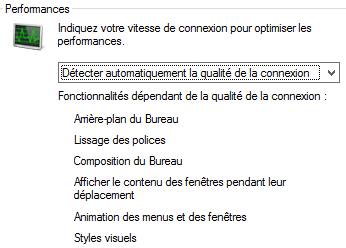 Performances
Indiquez votre vitesse de connexion pour optimiser les
performances.
Détecter automatiquement la qualité de la connexion
Fonctionnalités dépendant de la qualité de la connexion :
Arrière-plan du Bureau
Lissage des polices
Composition du Bureau
Afficher le contenu des fenêtres pendant leur
déplacement
Animation des menus et des fenêtres
Styles visuels